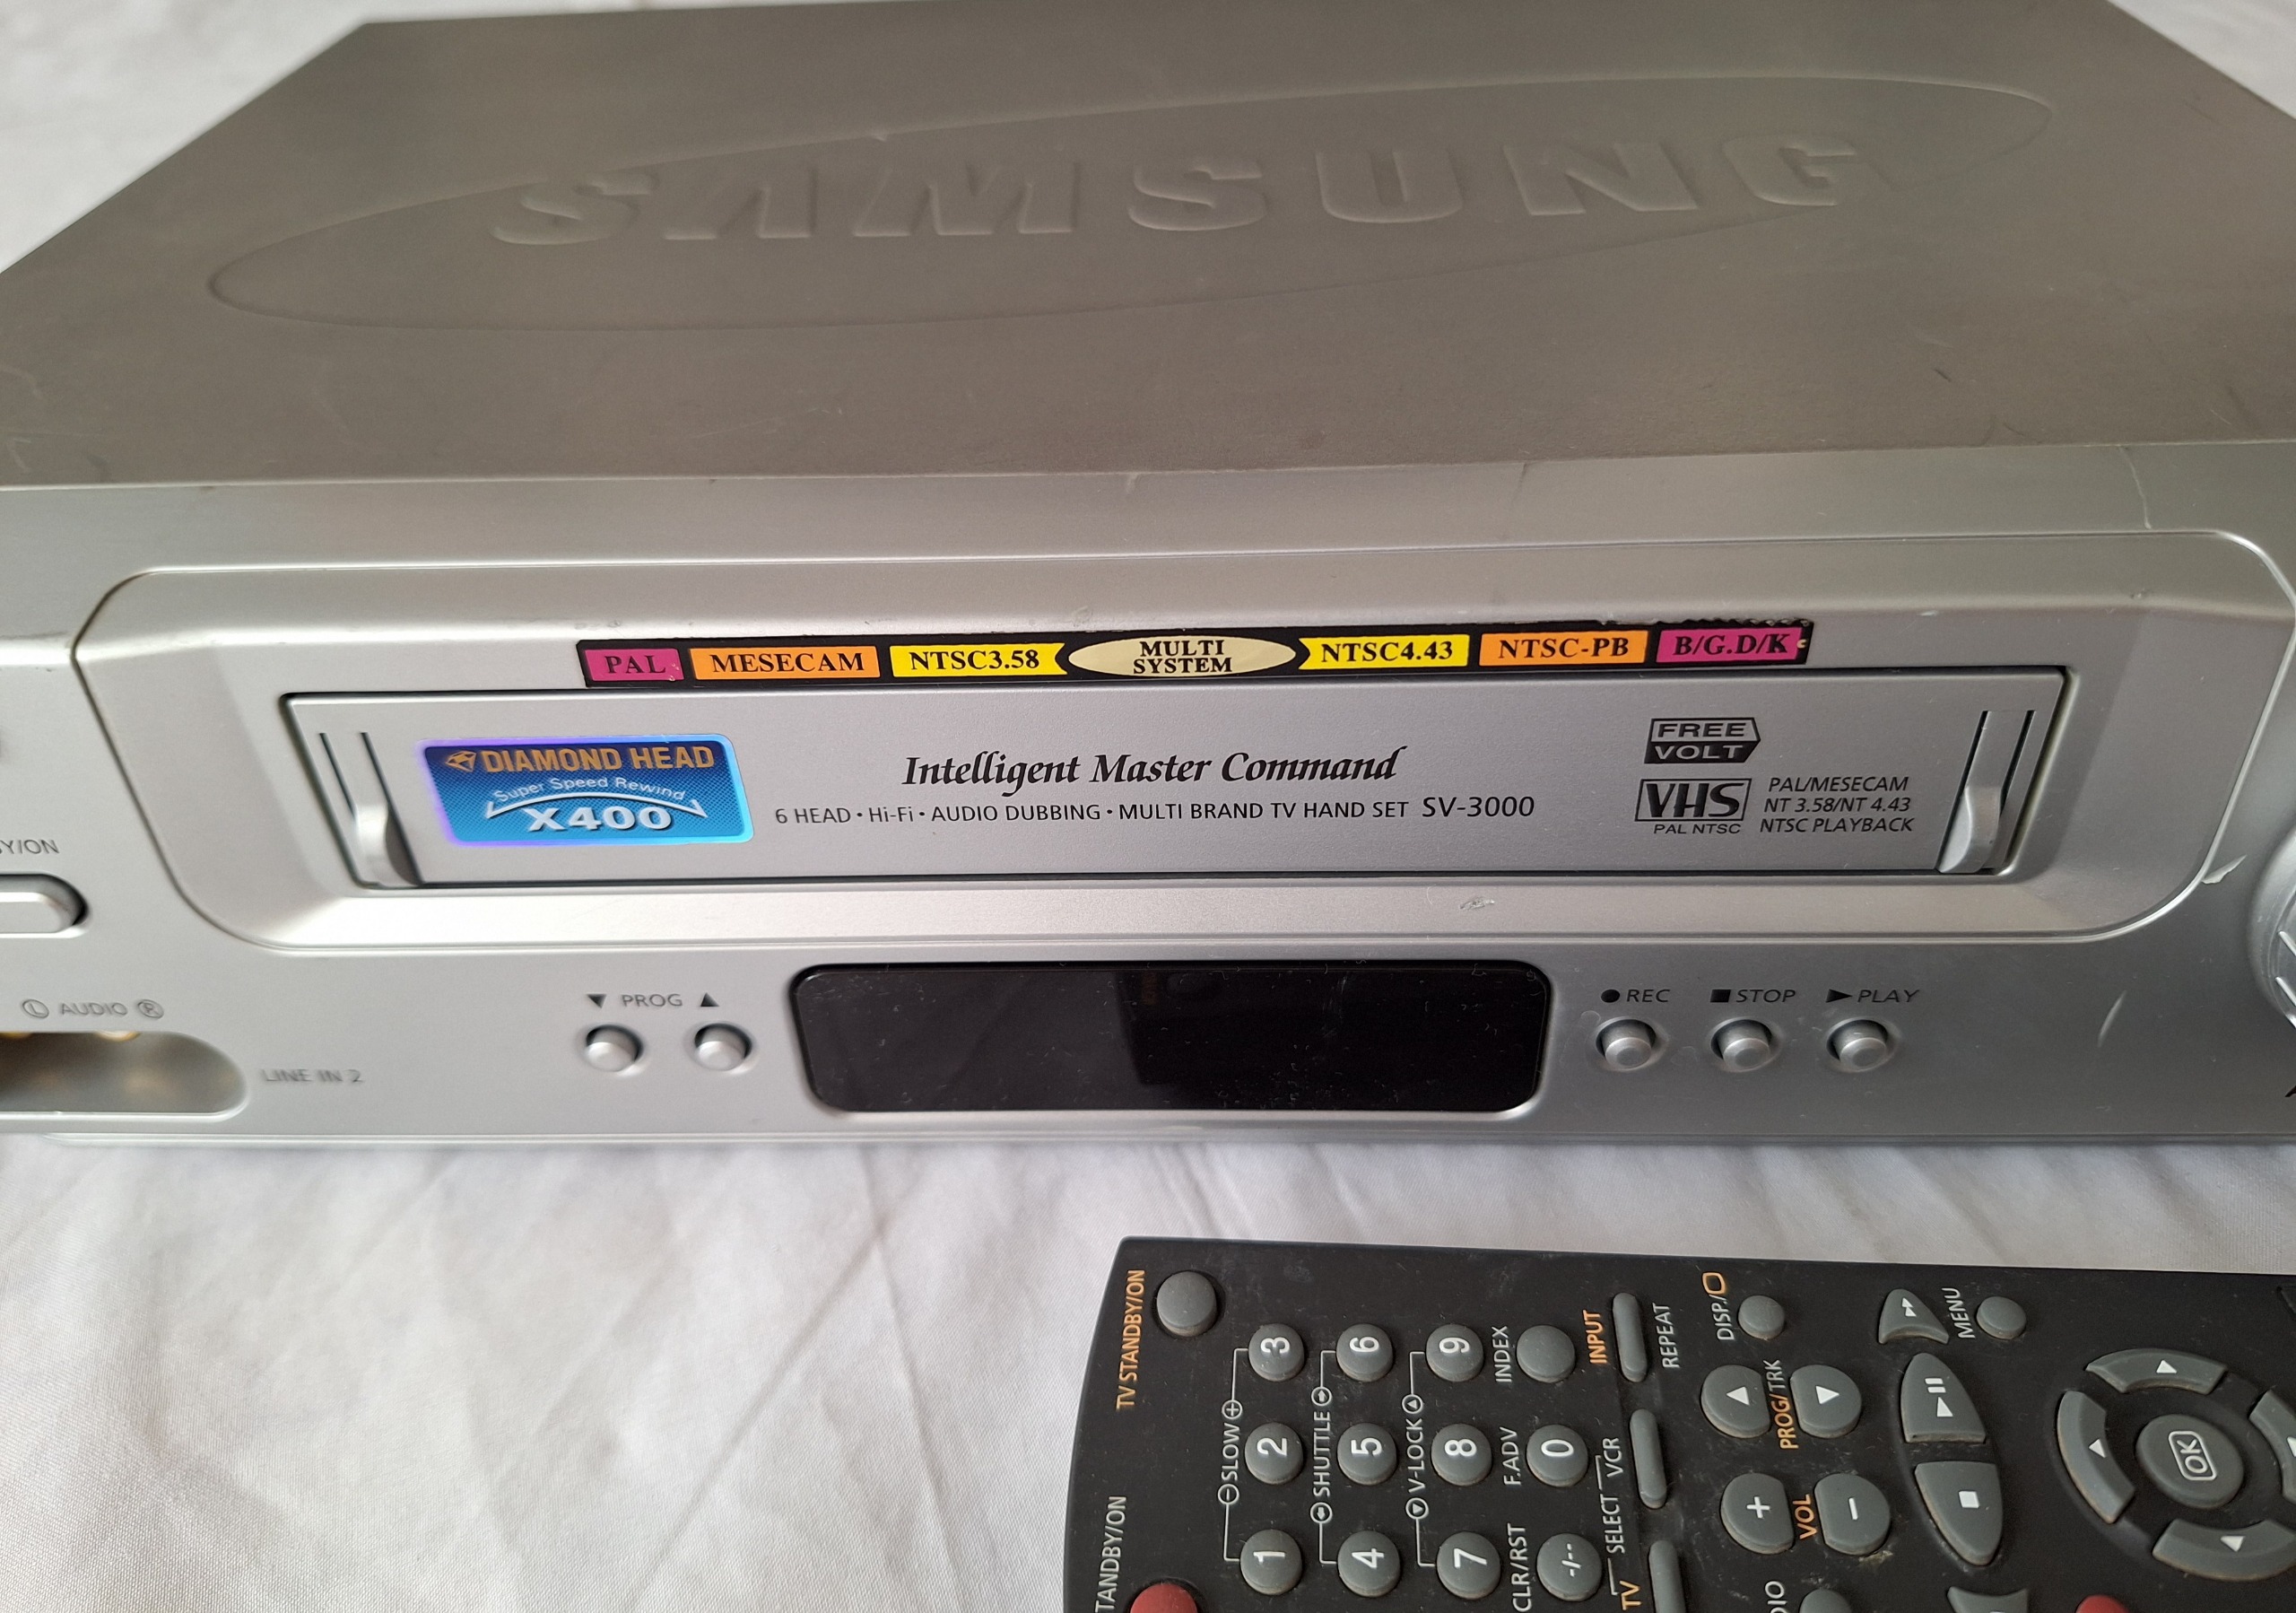 SAMSUNG
PAL MESECAM NTSC3.58 MULTI SYSTEM NTSC4.43 NTSC-PB B/G.D/K
DIAMOND HEAD
Super Speed Rewind
X400
Intelligent Master Command
6 HEAD • Hi-Fi • AUDIO DUBBING • MULTI BRAND TV HAND SET SV-3000
FREE
VOLT
VHS
PAL NTSC
PAL/MESECAM
NT 3.58/NT 4.43
NTSC PLAYBACK
Y/ON
L AUDIO R
LINE IN 2
▼ PROG ▲
● REC ■ STOP ► PLAY
TV STANDBY/ON
TANDBY/ON
⊖ SLOW ⊕
1 2 3
SHUTTLE
4 5 6
V-LOCK
7 8 9
CLR/RST F.ADV INDEX
-/-- 0
INPUT
TV SELECT VCR
REPEAT
DISP./
PROG/TRK
+ VOL −
MENU
OK